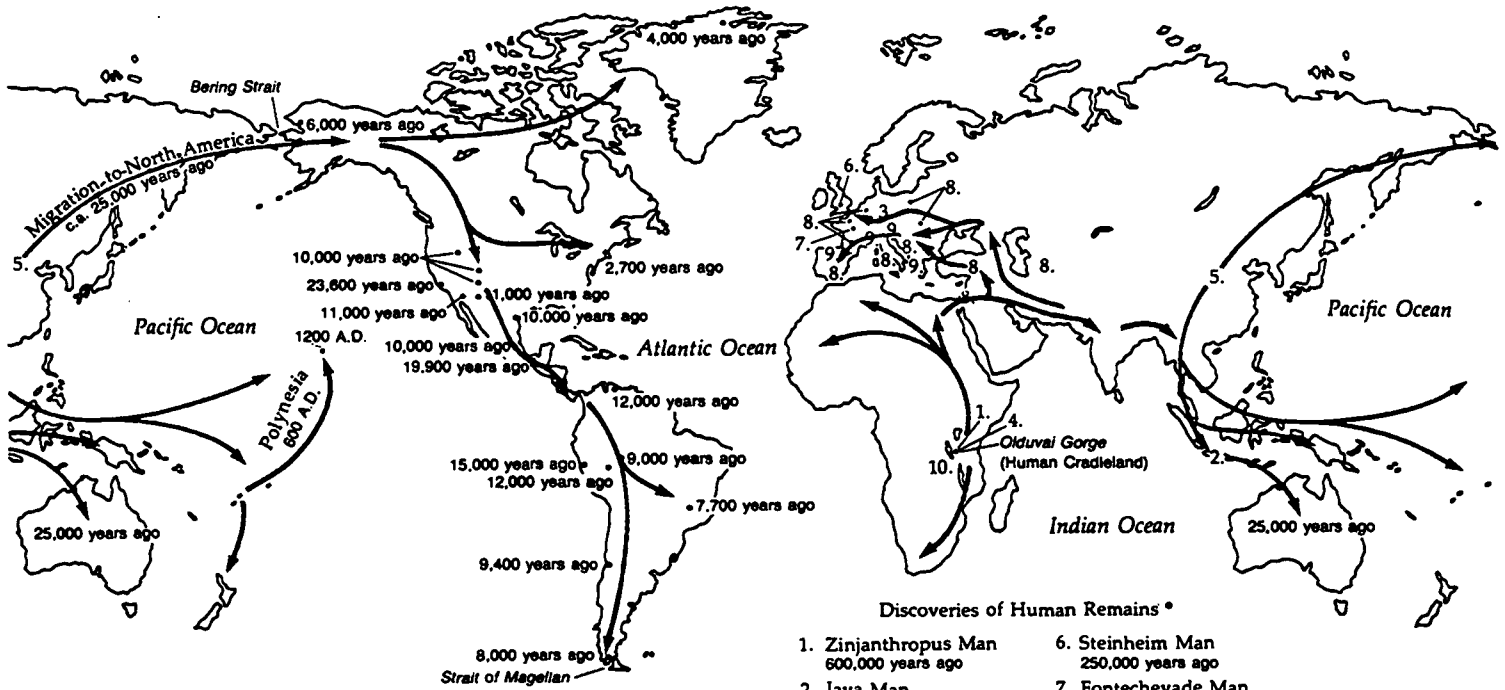 4,000 years ago
Bering Strait
6,000 years ago
Migration to North America
c.a. 25,000 years ago
5.
10,000 years ago
23,600 years ago
11,000 years ago
2,700 years ago
11,000 years ago
10,000 years ago
Pacific Ocean
1200 A.D.
10,000 years ago
19,900 years ago
Atlantic Ocean
Polynesia
600 A.D.
12,000 years ago
15,000 years ago
12,000 years ago
9,000 years ago
7,700 years ago
25,000 years ago
9,400 years ago
8,000 years ago
Strait of Magellan
6.
8.
3.
8.
7.
9.
9.
9.
8.
8.
8.
9.
8.
8.
5.
Pacific Ocean
1.
4.
Olduvai Gorge
(Human Cradleland)
10.
2.
Indian Ocean
25,000 years ago
Discoveries of Human Remains •
1. Zinjanthropus Man
600,000 years ago
2. Java Man
6. Steinheim Man
250,000 years ago
7. Fontechevade Man